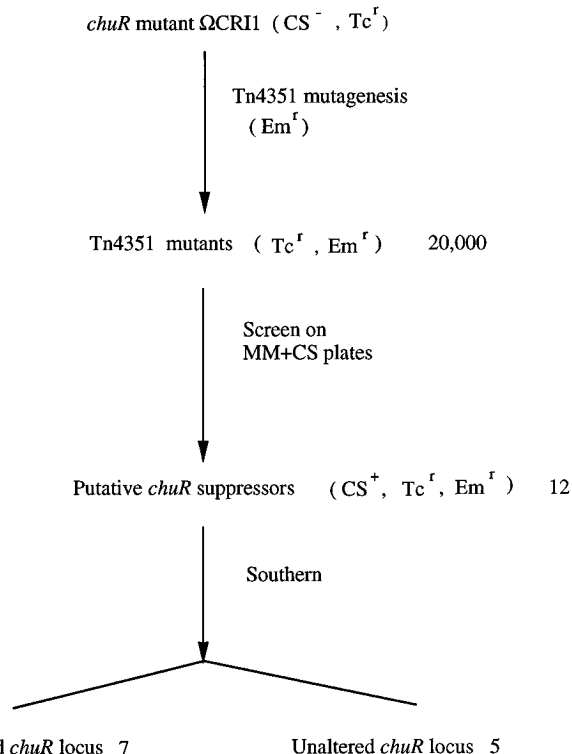 chuR mutant ΩCRI1 (CS⁻, Tcʳ)
Tn4351 mutagenesis
(Emʳ)
Tn4351 mutants (Tcʳ, Emʳ) 20,000
Screen on
MM+CS plates
Putative chuR suppressors (CS⁺, Tcʳ, Emʳ) 12
Southern
chuR locus 7 Unaltered chuR locus 5